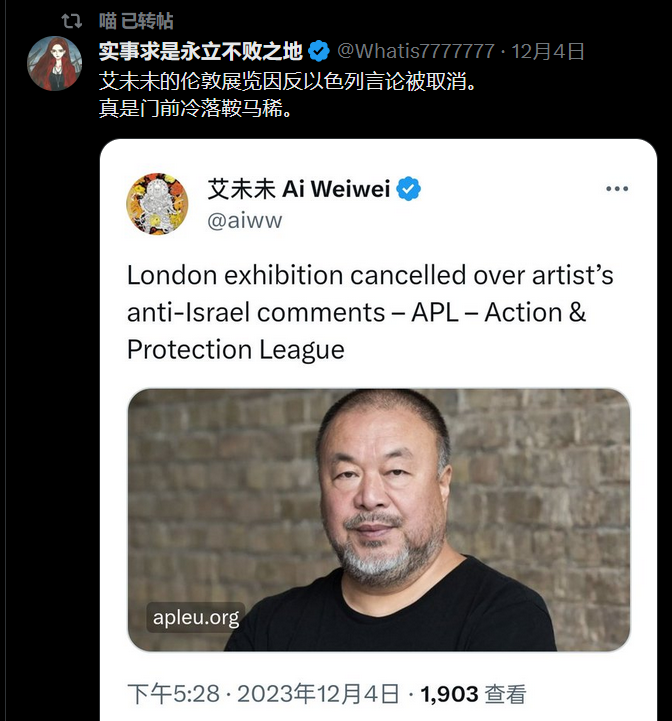 喵 已转帖
实事求是永立不败之地 @Whatis7777777 · 12月4日
艾未未的伦敦展览因反以色列言论被取消。
真是门前冷落鞍马稀。
艾未未 Ai Weiwei
@aiww
London exhibition cancelled over artist’s
anti-Israel comments – APL – Action &
Protection League
apleu.org
下午5:28 · 2023年12月4日 · 1,903 查看